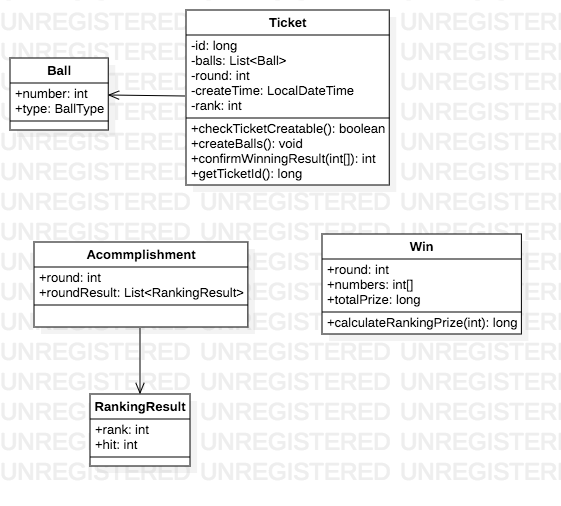 UNREGISTERED UNREGISTERED UNREGISTERED
Ticket
-id: long
-balls: List<Ball>
-round: int
-createTime: LocalDateTime
-rank: int
+checkTicketCreatable(): boolean
+createBalls(): void
+confirmWinningResult(int[]): int
+getTicketId(): long
Ball
+number: int
+type: BallType
Acommplishment
+round: int
+roundResult: List<RankingResult>
Win
+round: int
+numbers: int[]
+totalPrize: long
+calculateRankingPrize(int): long
RankingResult
+rank: int
+hit: int